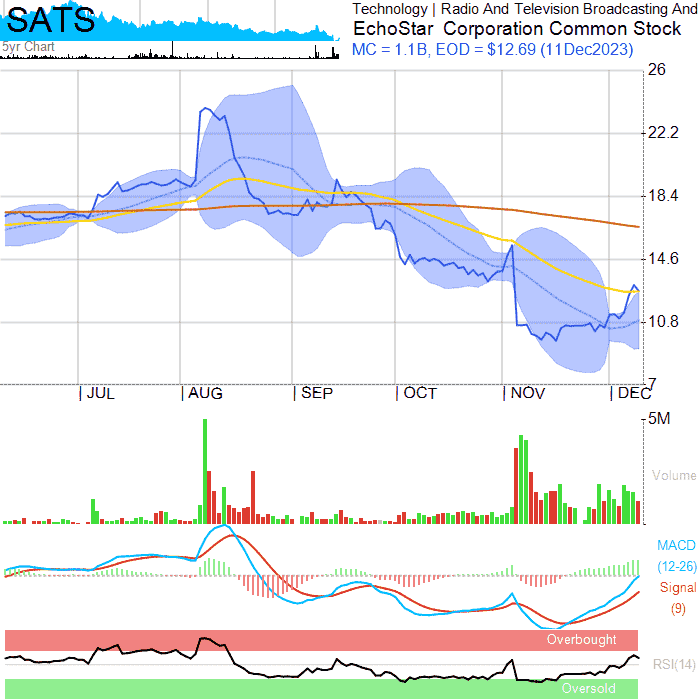 SATS
5yr Chart
Technology | Radio And Television Broadcasting And
EchoStar Corporation Common Stock
MC = 1.1B, EOD = $12.69 (11Dec2023)
26
22.2
18.4
14.6
10.8
7
| JUL | AUG | SEP | OCT | NOV | DEC
5M
Volume
MACD
(12-26)
Signal
(9)
Overbought
RSI(14)
Oversold